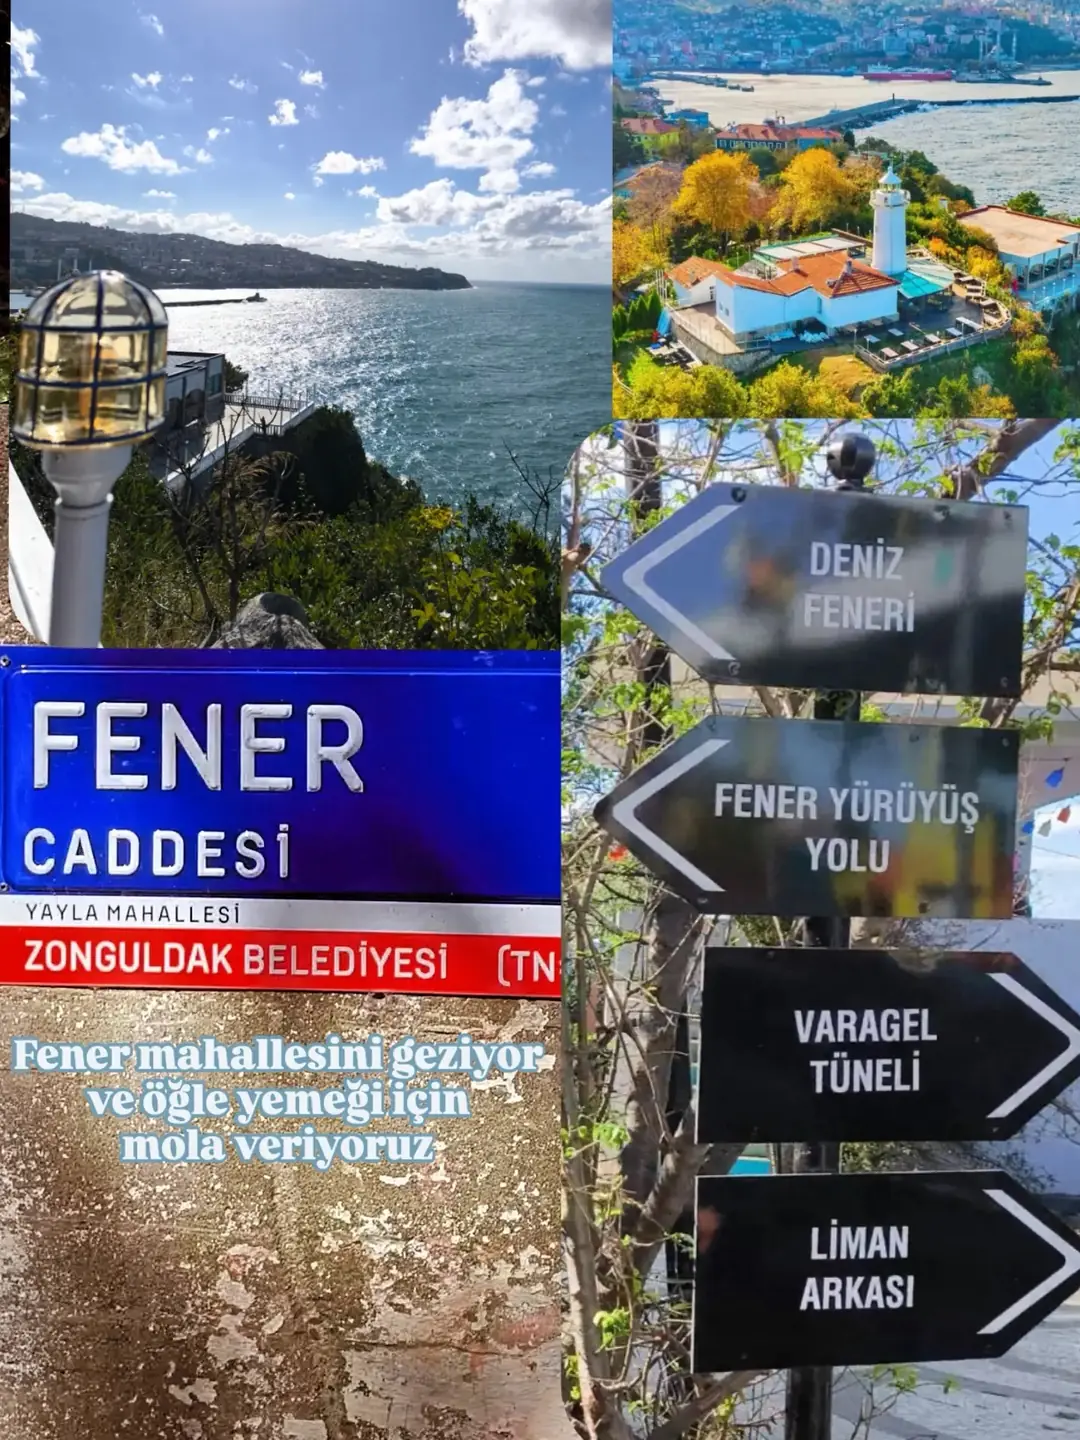 FENER
CADDESİ
YAYLA MAHALLESİ
ZONGULDAK BELEDİYESİ (TN
Fener mahallesini geziyor
ve öğle yemeği için
mola veriyoruz
DENİZ
FENERİ
FENER YÜRÜYÜŞ
YOLU
VARAGEL
TÜNELİ
LİMAN
ARKASI